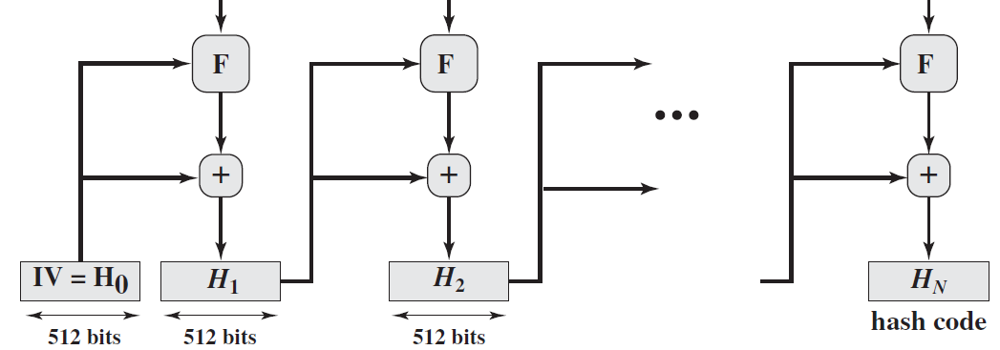 F F F
+ + +
IV = H0 H1 H2 HN
hash code
512 bits 512 bits 512 bits